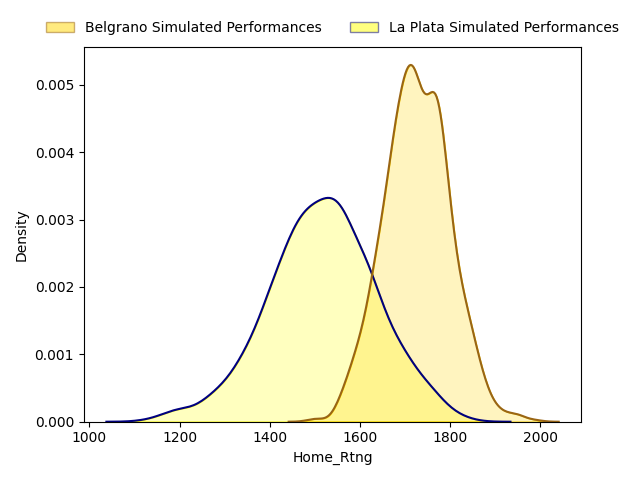 Belgrano Simulated Performances
La Plata Simulated Performances
Density
0.005
0.004
0.003
0.002
0.001
0.000
1000 1200 1400 1600 1800 2000
Home_Rtng